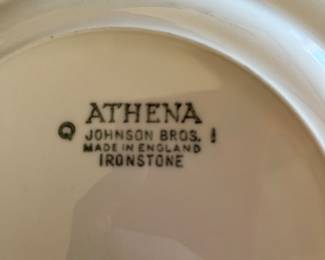 ATHENA
Q JOHNSON BROS. !
MADE IN ENGLAND
IRONSTONE